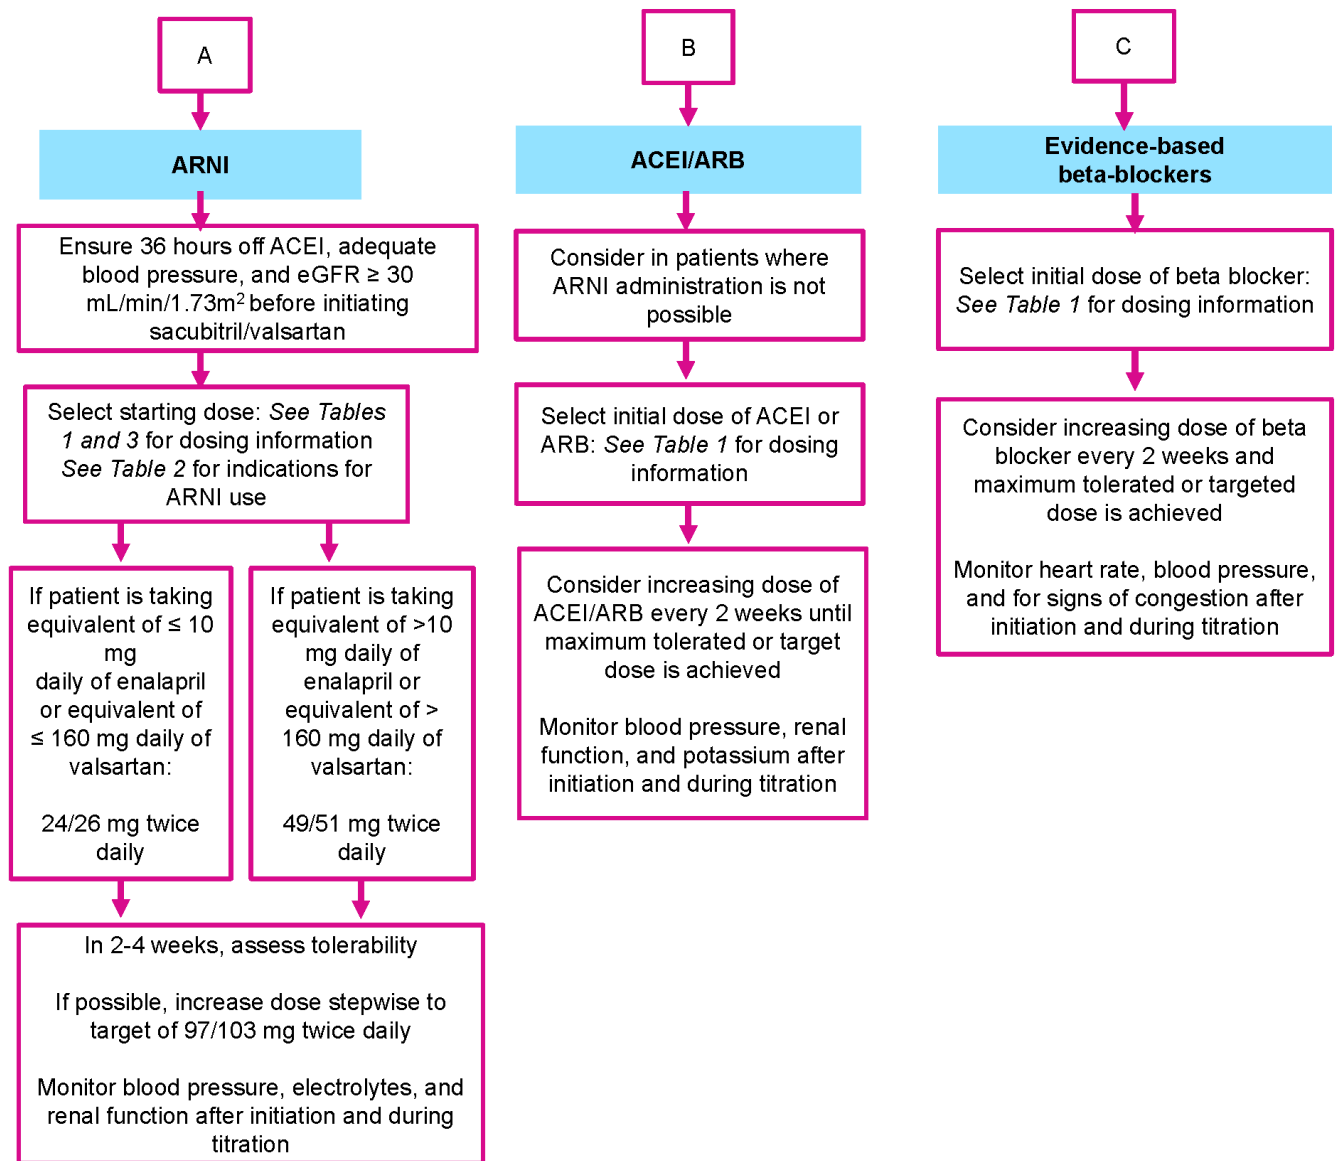 A
ARNI
Ensure 36 hours off ACEI, adequate
blood pressure, and eGFR ≥ 30
mL/min/1.73m² before initiating
sacubitril/valsartan
Select starting dose: See Tables
1 and 3 for dosing information
See Table 2 for indications for
ARNI use
If patient is taking
equivalent of ≤ 10
mg
daily of enalapril
or equivalent of
≤ 160 mg daily of
valsartan:
24/26 mg twice
daily
If patient is taking
equivalent of >10
mg daily of
enalapril or
equivalent of >
160 mg daily of
valsartan:
49/51 mg twice
daily
In 2-4 weeks, assess tolerability
If possible, increase dose stepwise to
target of 97/103 mg twice daily
Monitor blood pressure, electrolytes, and
renal function after initiation and during
titration
B
ACEI/ARB
Consider in patients where
ARNI administration is not
possible
Select initial dose of ACEI or
ARB: See Table 1 for dosing
information
Consider increasing dose of
ACEI/ARB every 2 weeks until
maximum tolerated or target
dose is achieved
Monitor blood pressure, renal
function, and potassium after
initiation and during titration
C
Evidence-based
beta-blockers
Select initial dose of beta blocker:
See Table 1 for dosing information
Consider increasing dose of beta
blocker every 2 weeks and
maximum tolerated or targeted
dose is achieved
Monitor heart rate, blood pressure,
and for signs of congestion after
initiation and during titration